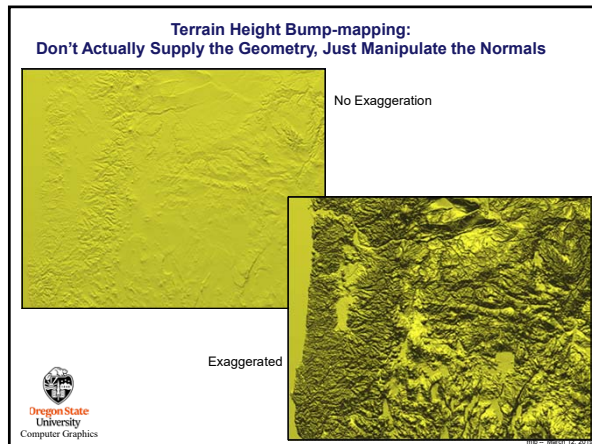 Terrain Height Bump-mapping:
Don't Actually Supply the Geometry, Just Manipulate the Normals
No Exaggeration
Exaggerated
Oregon State
University
Computer Graphics